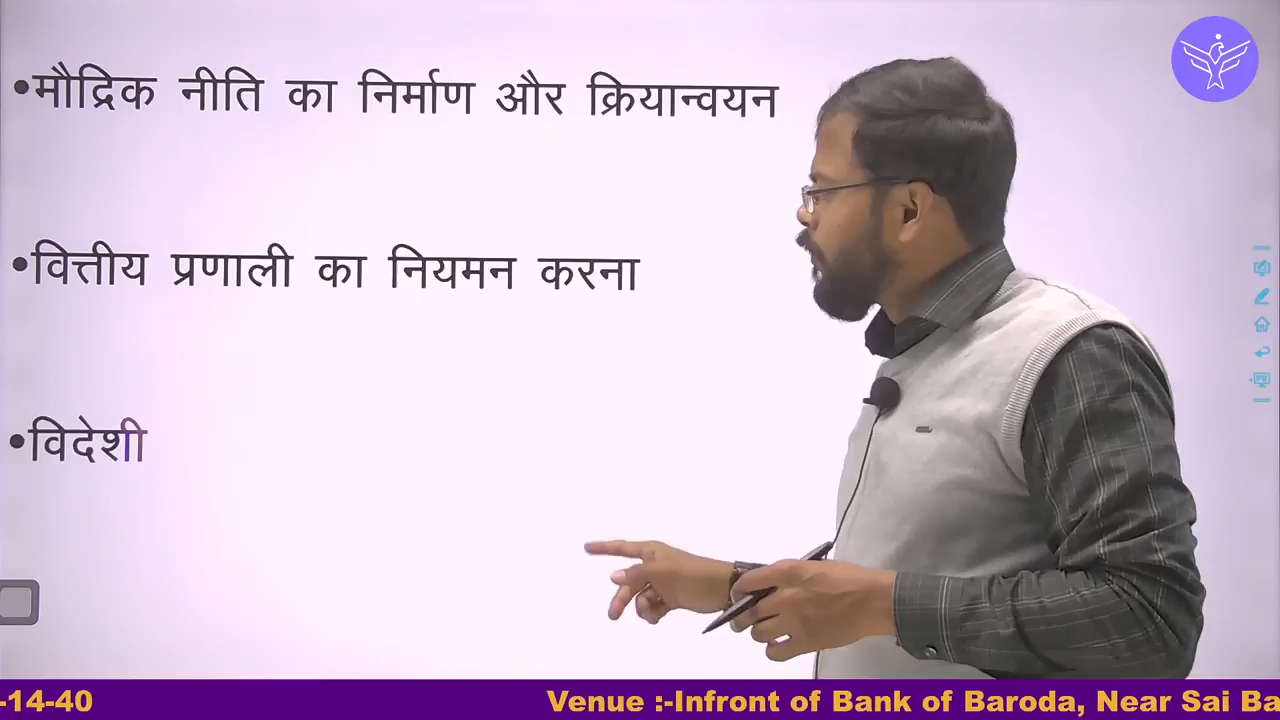 •मौद्रिक नीति का निर्माण और क्रियान्वयन
•वित्तीय प्रणाली का नियमन करना
•विदेशी
-14-40 Venue :-Infront of Bank of Baroda, Near Sai Ba